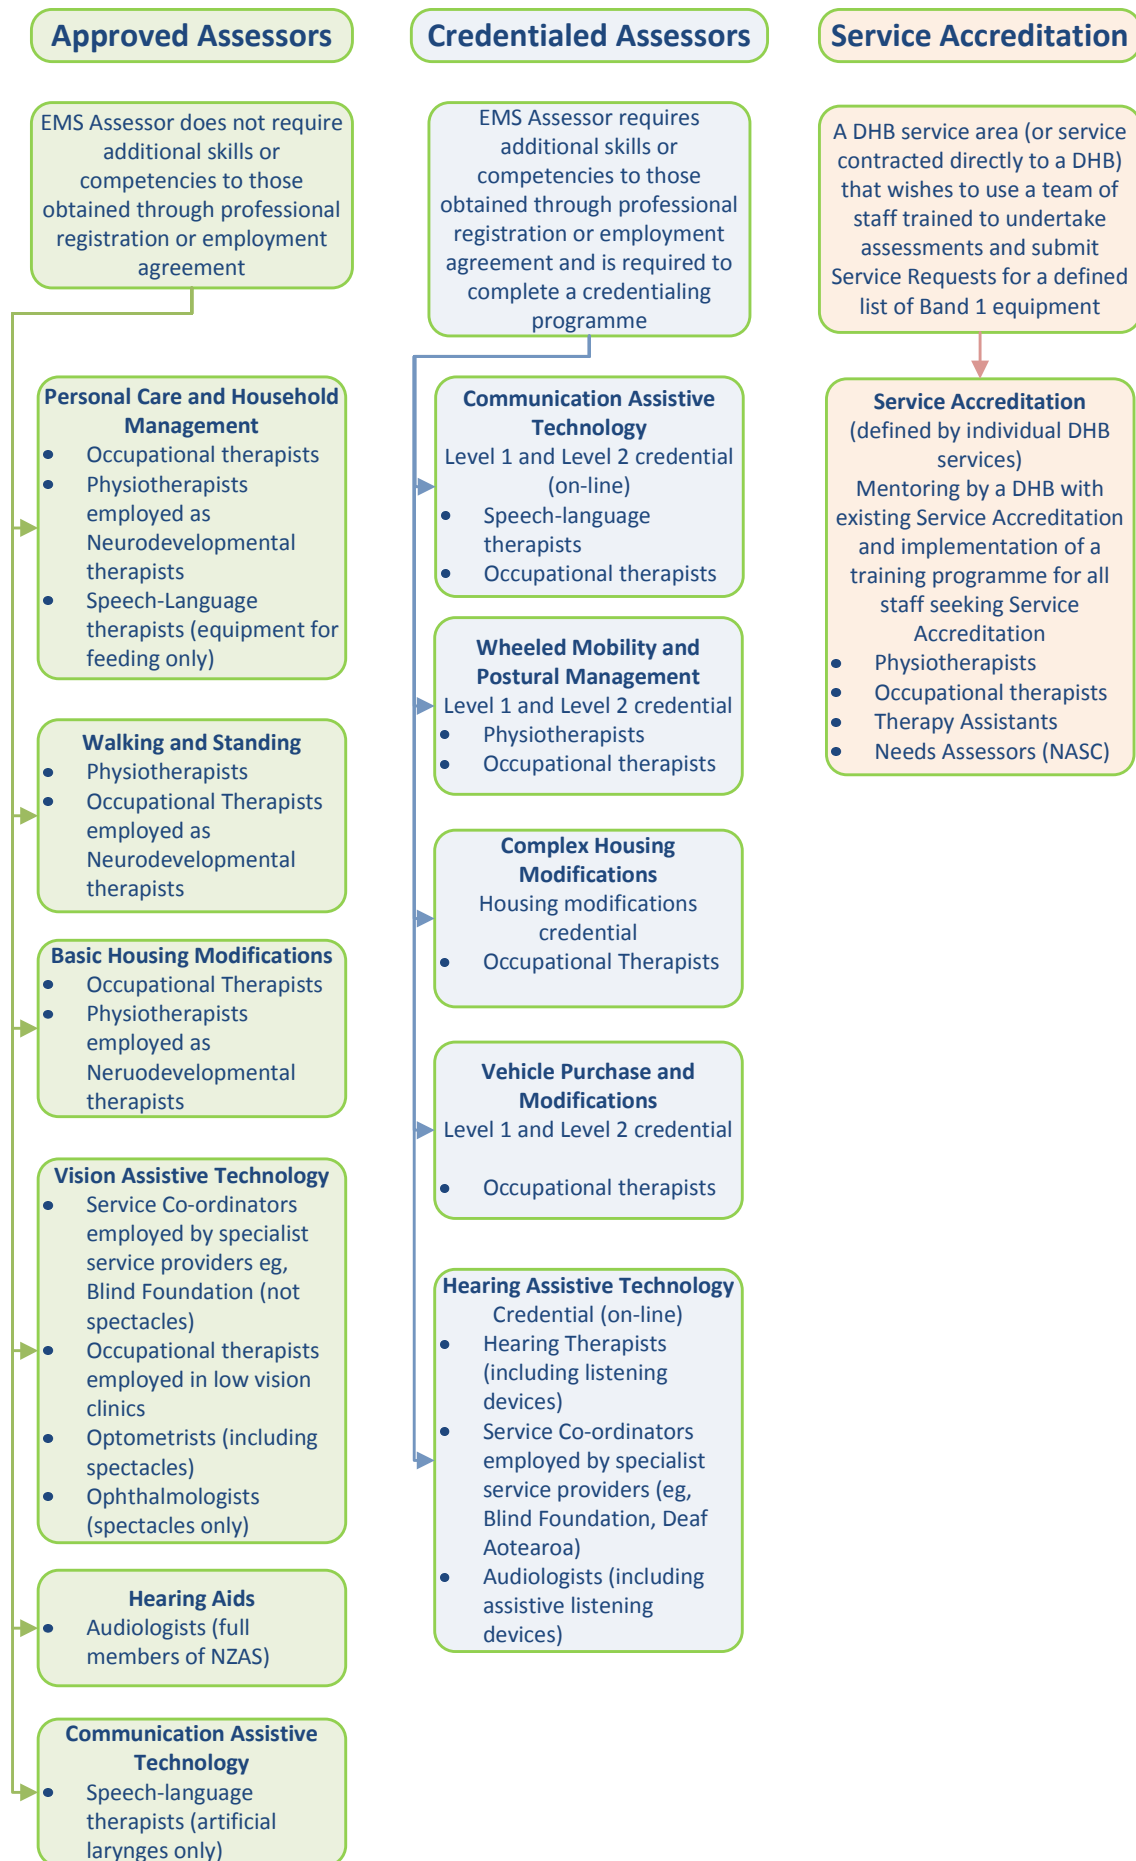 Approved Assessors
EMS Assessor does not require
additional skills or
competencies to those
obtained through professional
registration or employment
agreement
Personal Care and Household
Management
• Occupational therapists
• Physiotherapists
employed as
Neurodevelopmental
therapists
• Speech-Language
therapists (equipment for
feeding only)
Walking and Standing
• Physiotherapists
• Occupational Therapists
employed as
Neurodevelopmental
therapists
Basic Housing Modifications
• Occupational Therapists
• Physiotherapists
employed as
Neruodevelopmental
therapists
Vision Assistive Technology
• Service Co-ordinators
employed by specialist
service providers eg,
Blind Foundation (not
spectacles)
• Occupational therapists
employed in low vision
clinics
• Optometrists (including
spectacles)
• Ophthalmologists
(spectacles only)
Hearing Aids
• Audiologists (full
members of NZAS)
Communication Assistive
Technology
• Speech-language
therapists (artificial
larynges only)
Credentialed Assessors
EMS Assessor requires
additional skills or
competencies to those
obtained through professional
registration or employment
agreement and is required to
complete a credentialing
programme
Communication Assistive
Technology
Level 1 and Level 2 credential
(on-line)
• Speech-language
therapists
• Occupational therapists
Wheeled Mobility and
Postural Management
Level 1 and Level 2 credential
• Physiotherapists
• Occupational therapists
Complex Housing
Modifications
Housing modifications
credential
• Occupational Therapists
Vehicle Purchase and
Modifications
Level 1 and Level 2 credential
• Occupational therapists
Hearing Assistive Technology
Credential (on-line)
• Hearing Therapists
(including listening
devices)
• Service Co-ordinators
employed by specialist
service providers (eg,
Blind Foundation, Deaf
Aotearoa)
• Audiologists (including
assistive listening
devices)
Service Accreditation
A DHB service area (or service
contracted directly to a DHB)
that wishes to use a team of
staff trained to undertake
assessments and submit
Service Requests for a defined
list of Band 1 equipment
Service Accreditation
(defined by individual DHB
services)
Mentoring by a DHB with
existing Service Accreditation
and implementation of a
training programme for all
staff seeking Service
Accreditation
• Physiotherapists
• Occupational therapists
• Therapy Assistants
• Needs Assessors (NASC)